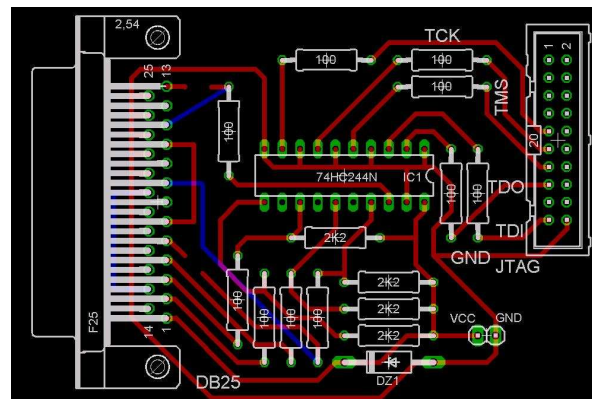 2,54
25 13
TCK
100
100
100
1 2
TMS
100
20
74HC244N IC1
100
100
TDO
TDI
2K2
GND
JTAG
100
100
100
100
2K2
2K2
2K2
VCC GND
F25
14 1
DZ1
DB25